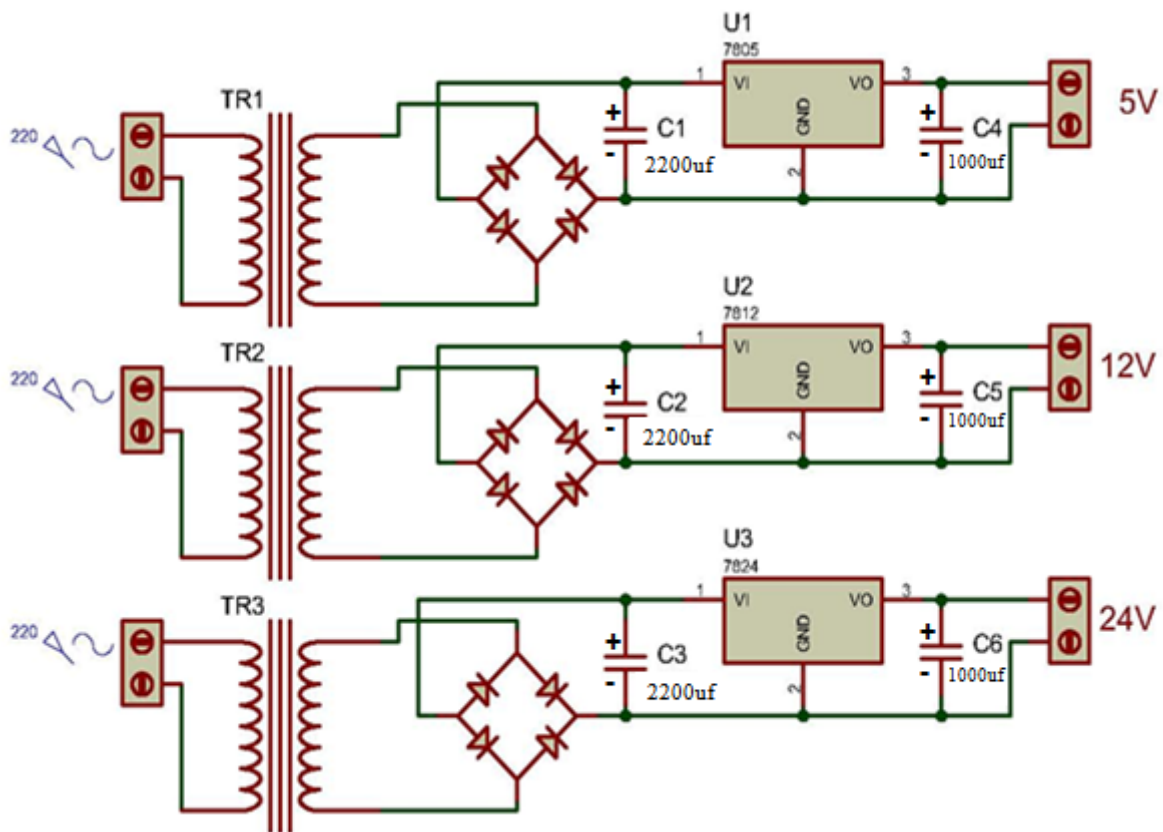 U1
7805
TR1
220
1
VI
VO
3
GND
2
+
-
C1
2200uf
+
-
C4
1000uf
5V
U2
7812
TR2
220
1
VI
VO
3
GND
2
+
-
C2
2200uf
+
-
C5
1000uf
12V
U3
7824
TR3
220
1
VI
VO
3
GND
2
+
-
C3
2200uf
+
-
C6
1000uf
24V